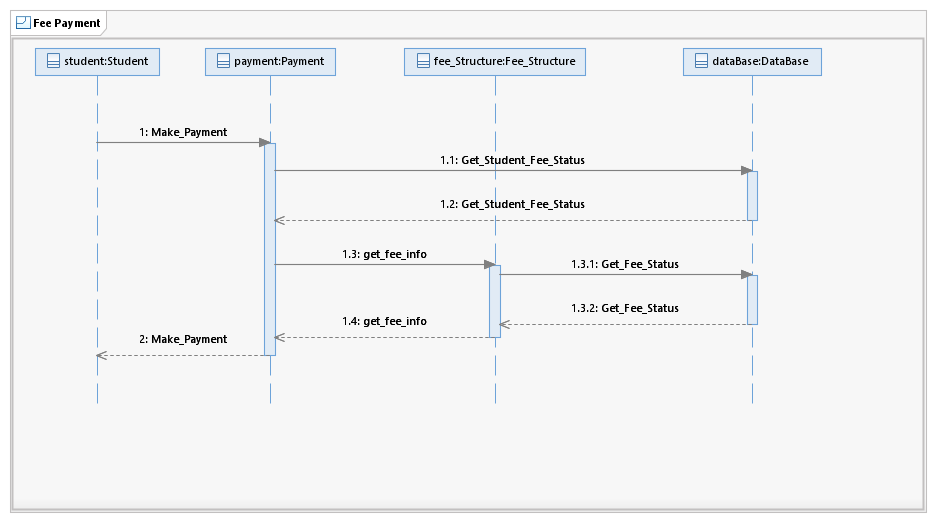 Fee Payment
student:Student
payment:Payment
fee_Structure:Fee_Structure
dataBase:DataBase
1: Make_Payment
1.1: Get_Student_Fee_Status
1.2: Get_Student_Fee_Status
1.3: get_fee_info
1.3.1: Get_Fee_Status
1.3.2: Get_Fee_Status
1.4: get_fee_info
2: Make_Payment